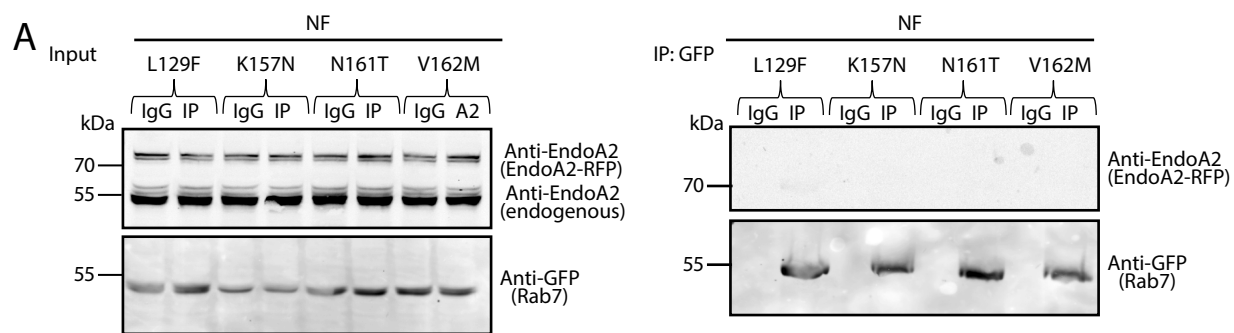 A
NF
Input
L129F K157N N161T V162M
IgG IP IgG IP IgG IP IgG A2
kDa
70
55
Anti-EndoA2
(EndoA2-RFP)
Anti-EndoA2
(endogenous)
55
Anti-GFP
(Rab7)
NF
IP: GFP
L129F K157N N161T V162M
IgG IP IgG IP IgG IP IgG IP
kDa
70
Anti-EndoA2
(EndoA2-RFP)
55
Anti-GFP
(Rab7)